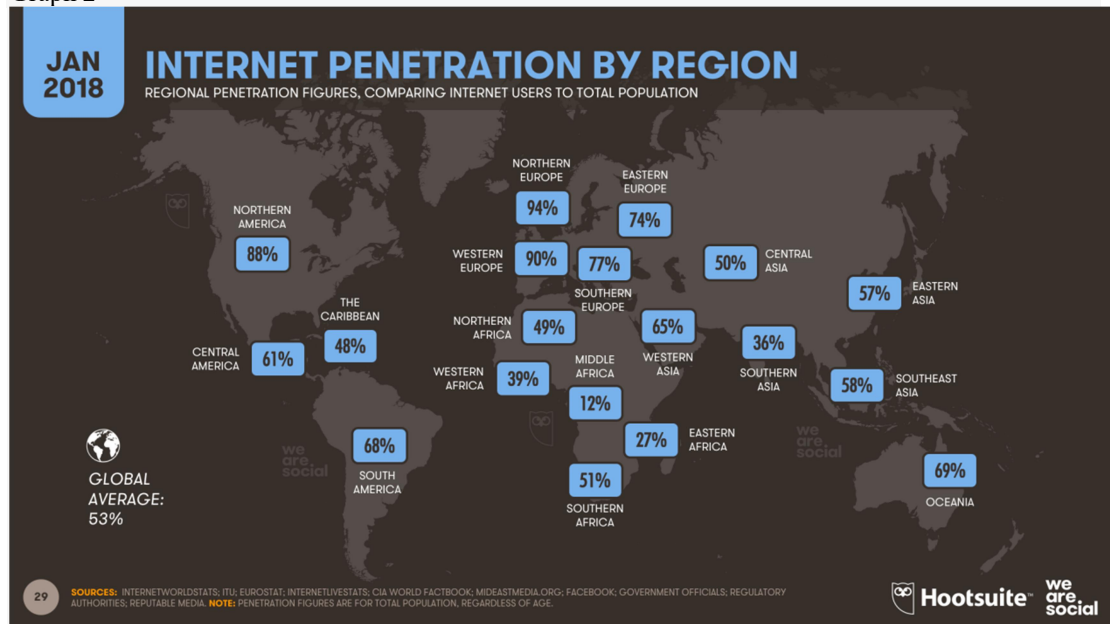 JAN
2018
INTERNET PENETRATION BY REGION
REGIONAL PENETRATION FIGURES, COMPARING INTERNET USERS TO TOTAL POPULATION
NORTHERN
AMERICA
88%
THE
CARIBBEAN
48%
CENTRAL
AMERICA
61%
68%
SOUTH
AMERICA
NORTHERN
EUROPE
94%
EASTERN
EUROPE
74%
WESTERN
EUROPE
90%
77%
SOUTHERN
EUROPE
50%
CENTRAL
ASIA
57%
EASTERN
ASIA
NORTHERN
AFRICA
49%
65%
WESTERN
ASIA
36%
SOUTHERN
ASIA
58%
SOUTHEAST
ASIA
WESTERN
AFRICA
39%
MIDDLE
AFRICA
12%
27%
EASTERN
AFRICA
51%
SOUTHERN
AFRICA
69%
OCEANIA
we
are
social
we
are
social
GLOBAL
AVERAGE:
53%
29
SOURCES: INTERNETWORLDSTATS; ITU; EUROSTAT; INTERNETLIVESTATS; CIA WORLD FACTBOOK; MIDEASTMEDIA.ORG; FACEBOOK; GOVERNMENT OFFICIALS; REGULATORY
AUTHORITIES; REPUTABLE MEDIA. NOTE: PENETRATION FIGURES ARE FOR TOTAL POPULATION, REGARDLESS OF AGE.
Hootsuite™
we
are
social